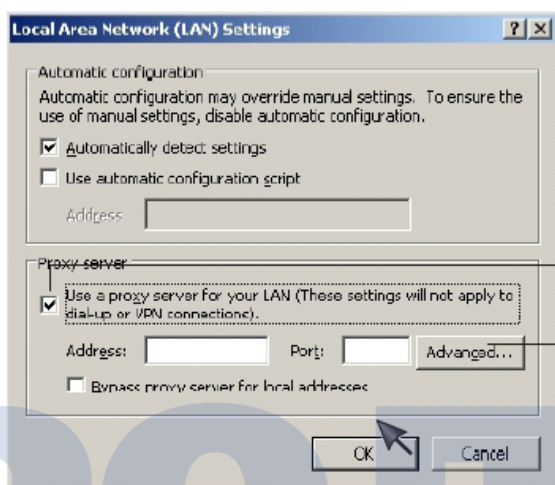 Local Area Network (LAN) Settings
Automatic configuration
Automatic configuration may override manual settings. To ensure the
use of manual settings, disable automatic configuration.
Automatically detect settings
Use automatic configuration script
Address
Proxy server
Use a proxy server for your LAN (These settings will not apply to
dial-up or VPN connections).
Address: Port: Advanced...
Bypass proxy server for local addresses
OK Cancel